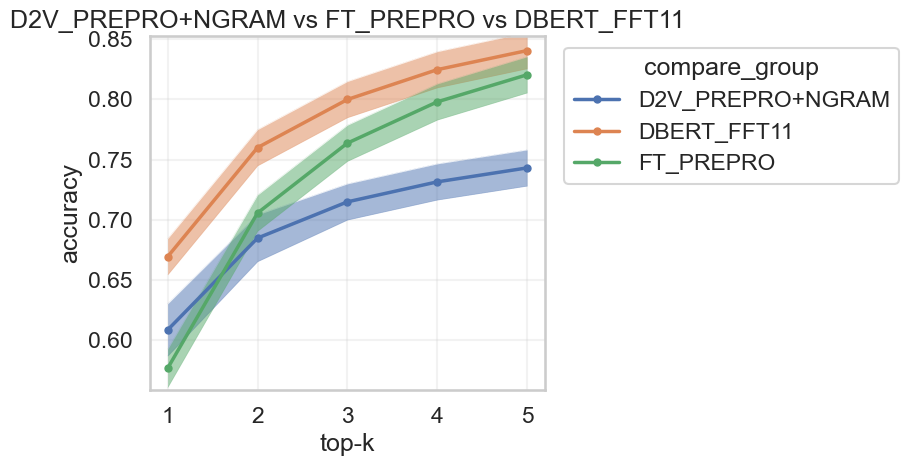 D2V_PREPRO+NGRAM vs FT_PREPRO vs DBERT_FFT11
0.85
0.80
0.75
0.70
0.65
0.60
accuracy
1 2 3 4 5
top-k
compare_group
D2V_PREPRO+NGRAM
DBERT_FFT11
FT_PREPRO